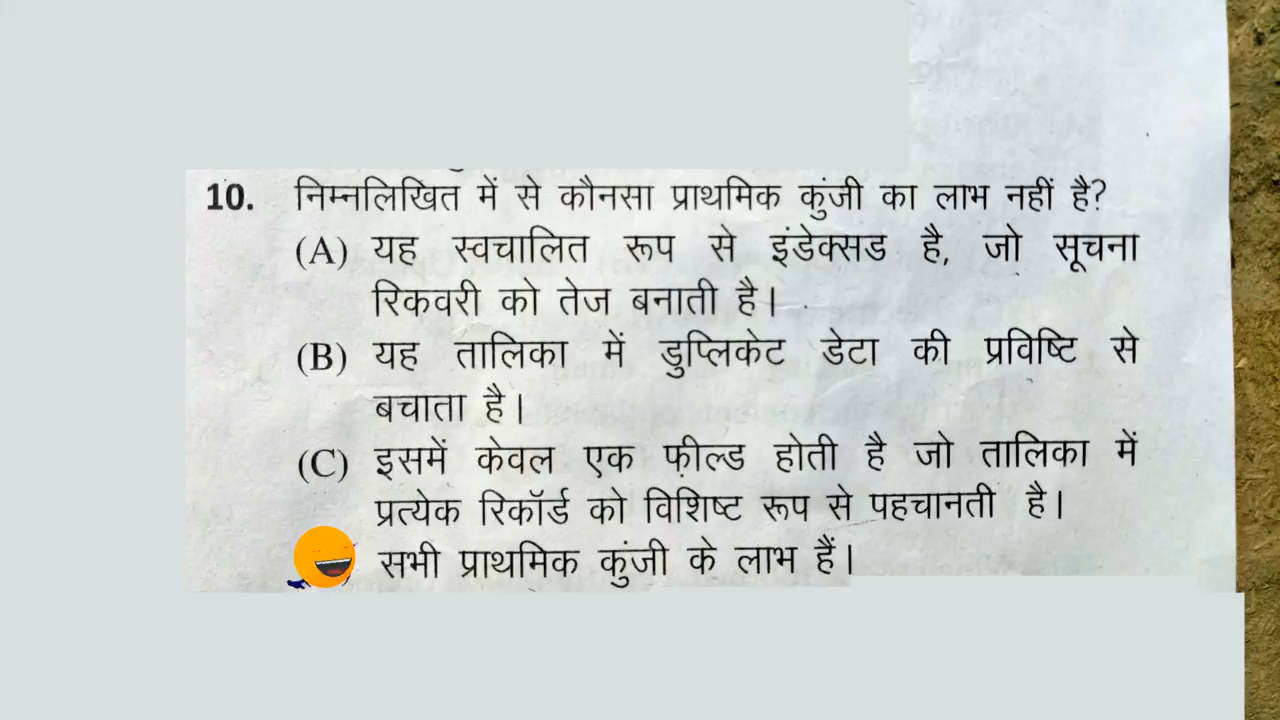 10. निम्नलिखित में से कौनसा प्राथमिक कुंजी का लाभ नहीं है?
(A) यह स्वचालित रूप से इंडेक्सड है, जो सूचना
रिकवरी को तेज बनाती है।
(B) यह तालिका में डुप्लिकेट डेटा की प्रविष्टि से
बचाता है।
(C) इसमें केवल एक फ़ील्ड होती है जो तालिका में
प्रत्येक रिकॉर्ड को विशिष्ट रूप से पहचानती है।
सभी प्राथमिक कुंजी के लाभ हैं।